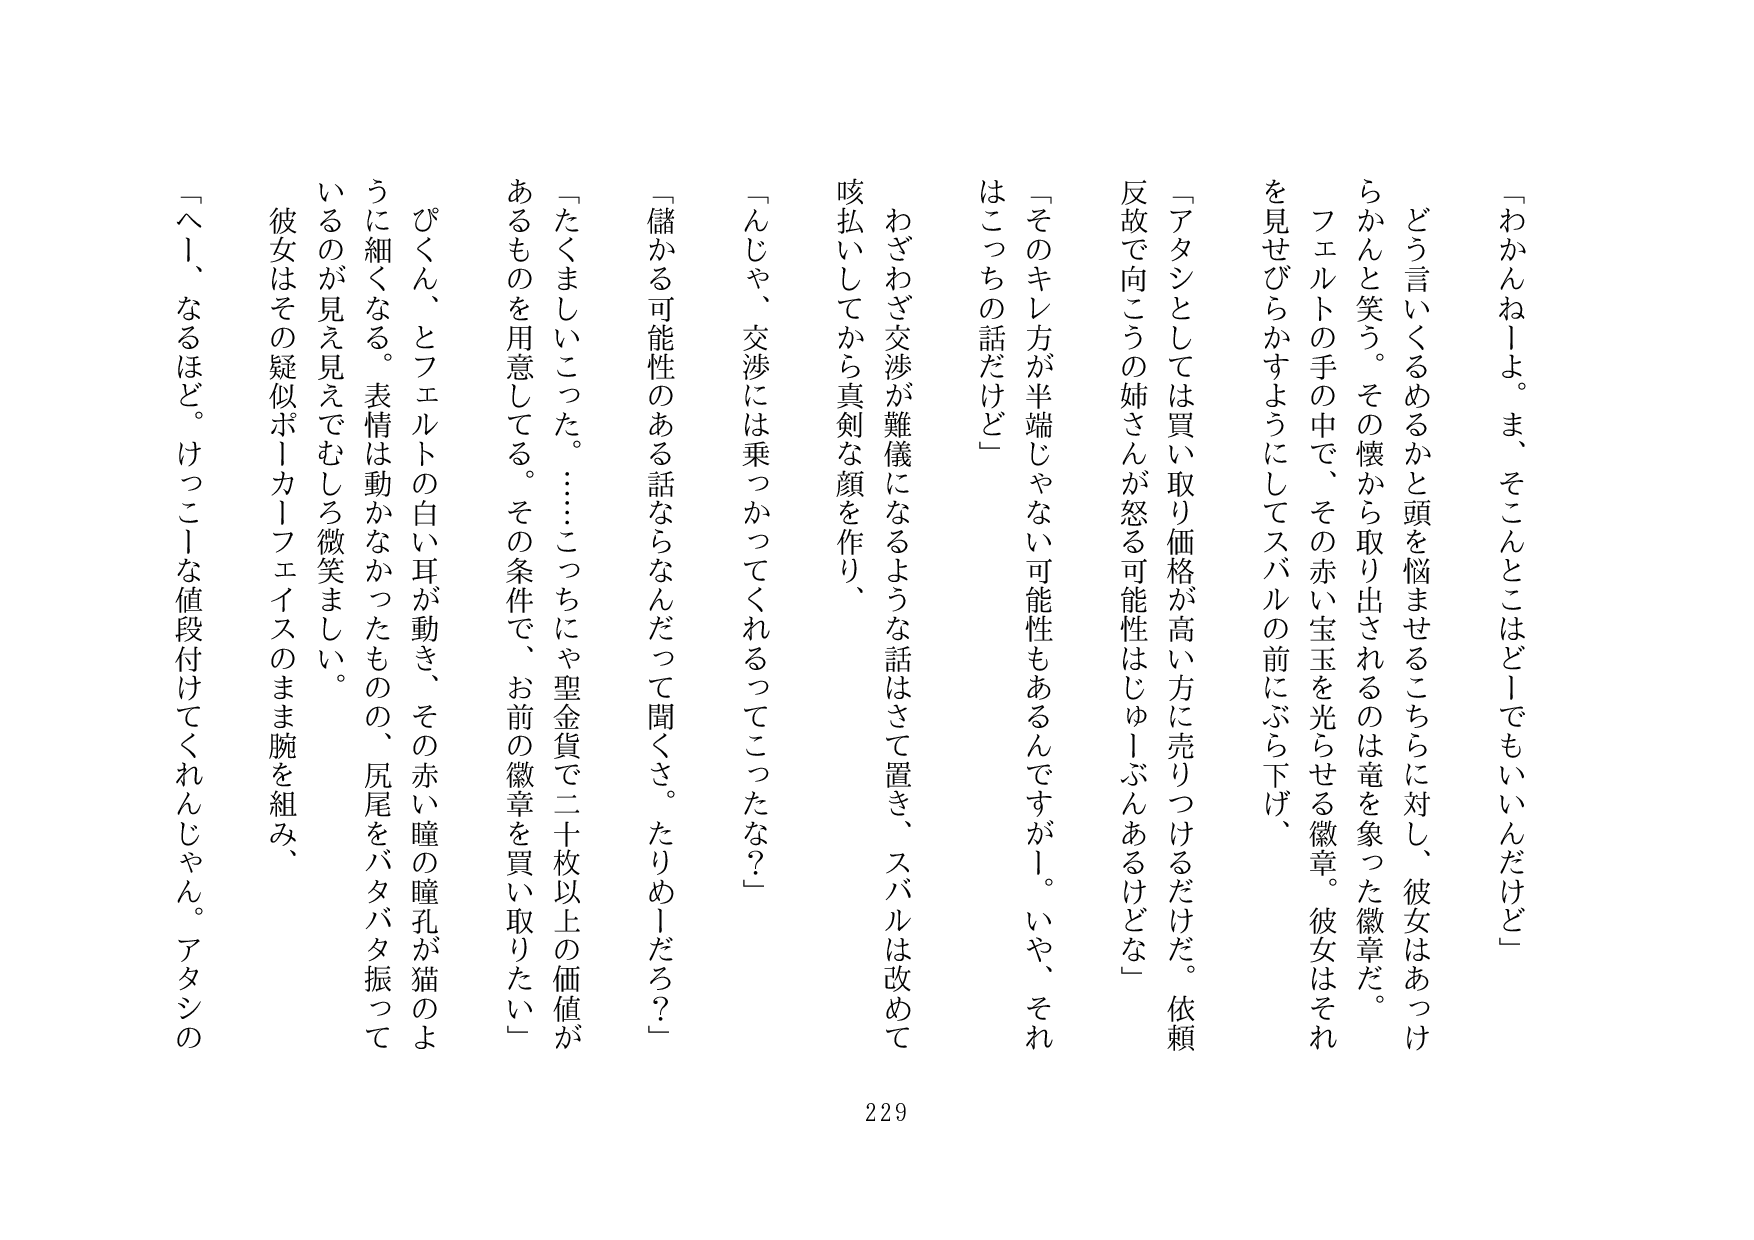 「わかんねーよ。ま、そこんとこはどーでもいいんだけど」
　どう言いくるめるかと頭を悩ませるこちらに対し、彼女はあっけ
らかんと笑う。その懐から取り出されるのは竜を象った徽章だ。
　フェルトの手の中で、その赤い宝玉を光らせる徽章。彼女はそれ
を見せびらかすようにしてスバルの前にぶら下げ、
「アタシとしては買い取り価格が高い方に売りつけるだけだ。依頼
反故で向こうの姉さんが怒る可能性はじゅーぶんあるけどな」
「そのキレ方が半端じゃない可能性もあるんですがー。いや、それ
はこっちの話だけど」
　わざわざ交渉が難儀になるような話はさて置き、スバルは改めて
咳払いしてから真剣な顔を作り、
「んじゃ、交渉には乗っかってくれるってこったな?」
「儲かる可能性のある話ならなんだって聞くさ。たりめーだろ?」
「たくましいこった。……こっちにゃ聖金貨で二十枚以上の価値が
あるものを用意してる。その条件で、お前の徽章を買い取りたい」
　ぴくん、とフェルトの白い耳が動き、その赤い瞳の瞳孔が猫のよ
うに細くなる。表情は動かなかったものの、尻尾をバタバタ振って
いるのが見え見えでむしろ微笑ましい。
　彼女はその疑似ポーカーフェイスのまま腕を組み、
「へー、なるほど。けっこーな値段付けてくれんじゃん。アタシの
229